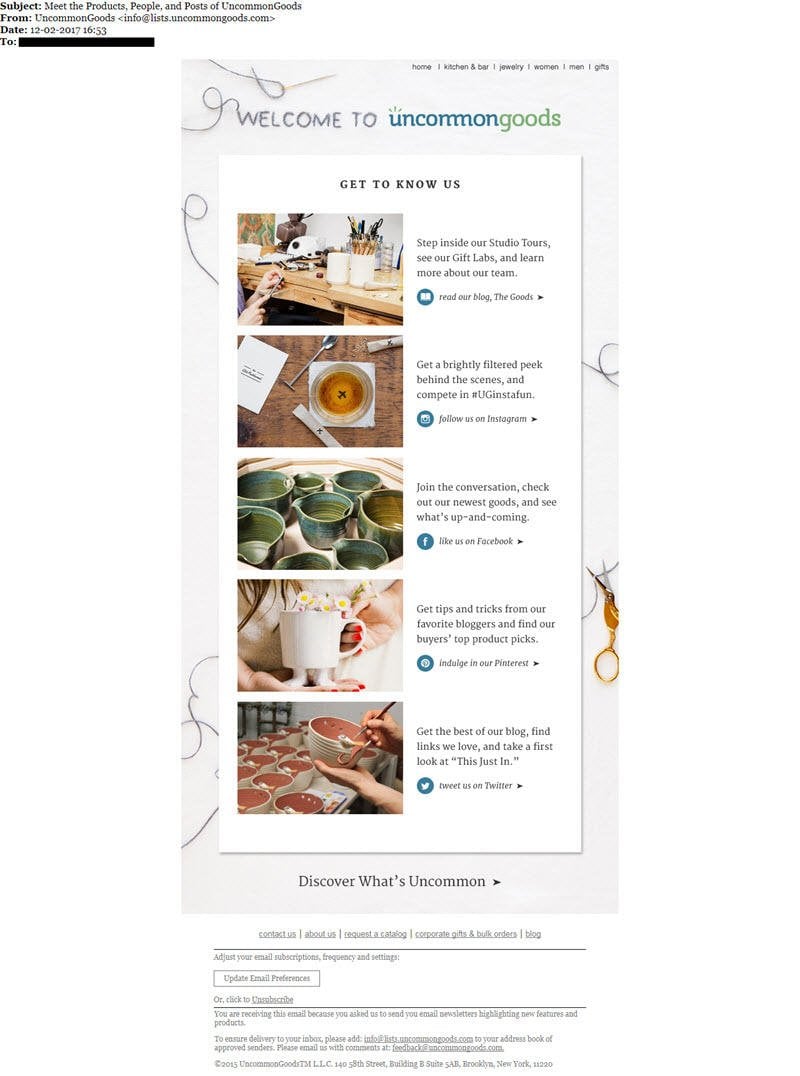 Subject: Meet the Products, People, and Posts of UncommonGoods
From: UncommonGoods <info@lists.uncommongoods.com>
Date: 12-02-2017 16:53
To:
home | kitchen & bar | jewelry | women | men | gifts
WELCOME TO uncommongoods
GET TO KNOW US
Step inside our Studio Tours,
see our Gift Labs, and learn
more about our team.
read our blog, The Goods ➤
Get a brightly filtered peek
behind the scenes, and
compete in #UGinstafun.
follow us on Instagram ➤
Join the conversation, check
out our newest goods, and see
what's up-and-coming.
like us on Facebook ➤
Get tips and tricks from our
favorite bloggers and find our
buyers' top product picks.
indulge in our Pinterest ➤
Get the best of our blog, find
links we love, and take a first
look at “This Just In.”
tweet us on Twitter ➤
Discover What's Uncommon ➤
contact us | about us | request a catalog | corporate gifts & bulk orders | blog
Adjust your email subscriptions, frequency and settings:
Update Email Preferences
Or, click to Unsubscribe
You are receiving this email because you asked us to send you email newsletters highlighting new features and
products.
To ensure delivery to your inbox, please add: info@lists.uncommongoods.com to your address book of
approved senders. Please email us with comments at: feedback@uncommongoods.com.
©2015 UncommonGoodsTM L.L.C. 140 58th Street, Building B Suite 5AB, Brooklyn, New York, 11220